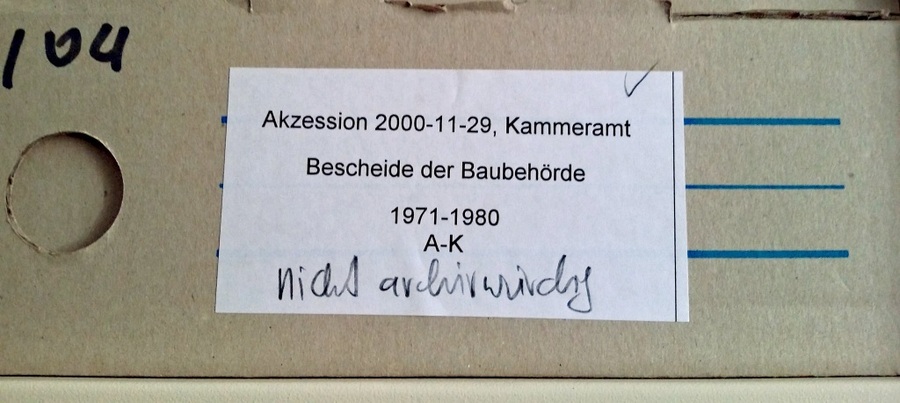 104
Akzession 2000-11-29, Kammeramt
Bescheide der Baubehörde
1971-1980
A-K
nicht archivwürdig